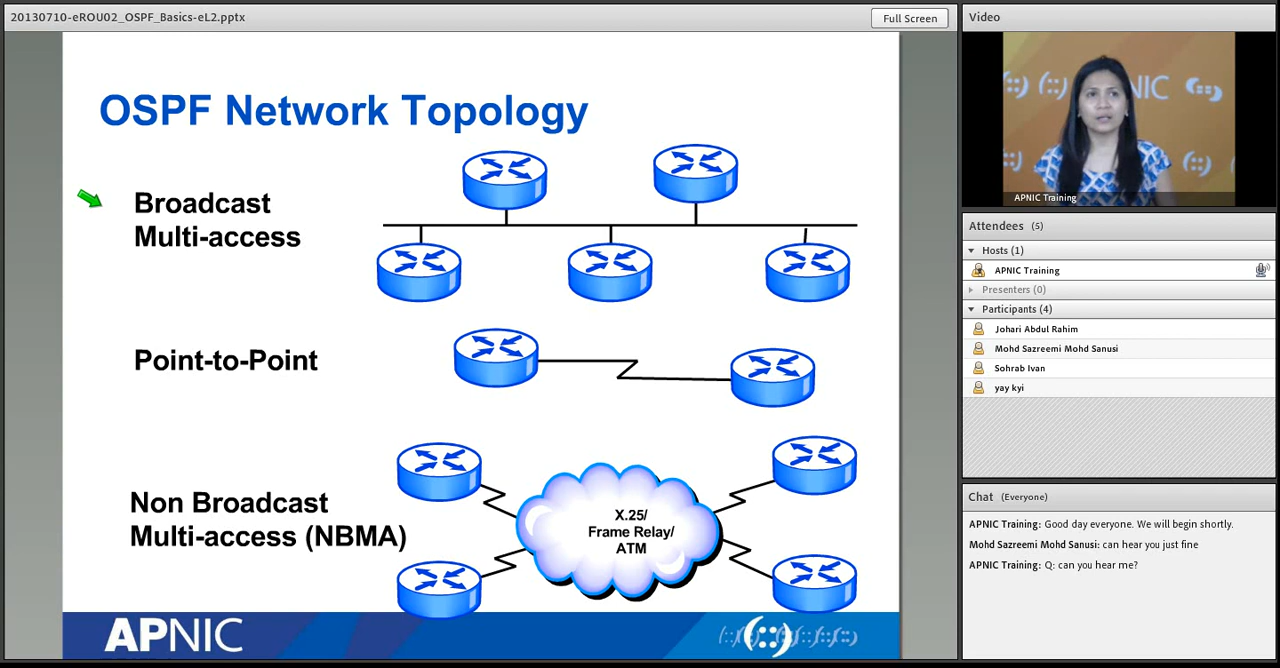 20130710-eROU02_OSPF_Basics-eL2.pptx
Full Screen
OSPF Network Topology
Broadcast
Multi-access
Point-to-Point
Non Broadcast
Multi-access (NBMA)
X.25/
Frame Relay/
ATM
APNIC
Video
NIC
APNIC Training
Attendees (5)
Hosts (1)
APNIC Training
Presenters (0)
Participants (4)
Johari Abdul Rahim
Mohd Sazreemi Mohd Sanusi
Sohrab Ivan
yay kyi
Chat (Everyone)
APNIC Training: Good day everyone. We will begin shortly.
Mohd Sazreemi Mohd Sanusi: can hear you just fine
APNIC Training: Q: can you hear me?